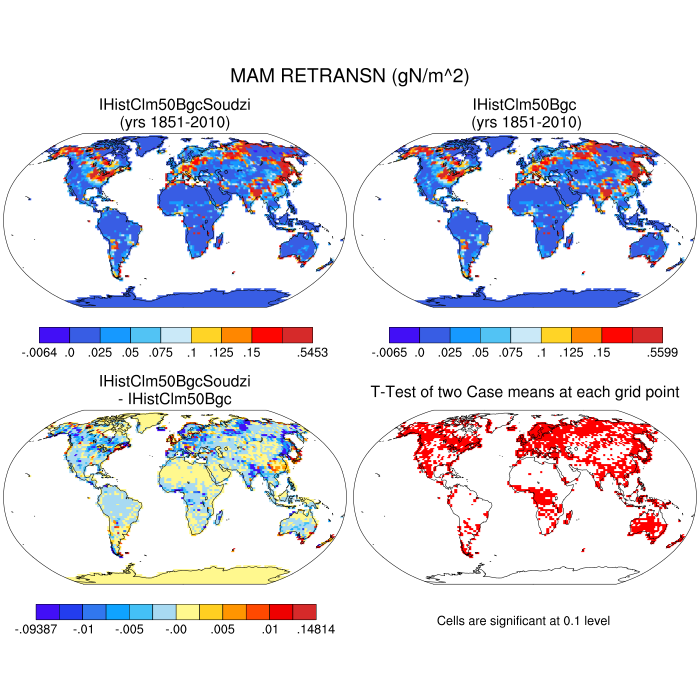 MAM RETRANSN (gN/m^2)
IHistClm50BgcSoudzi
(yrs 1851-2010)
IHistClm50Bgc
(yrs 1851-2010)
-.0064 .0 .025 .05 .075 .1 .125 .15 .5453
-.0065 .0 .025 .05 .075 .1 .125 .15 .5599
IHistClm50BgcSoudzi
- IHistClm50Bgc
T-Test of two Case means at each grid point
-.09387 -.01 -.005 -.00 .005 .01 .14814
Cells are significant at 0.1 level